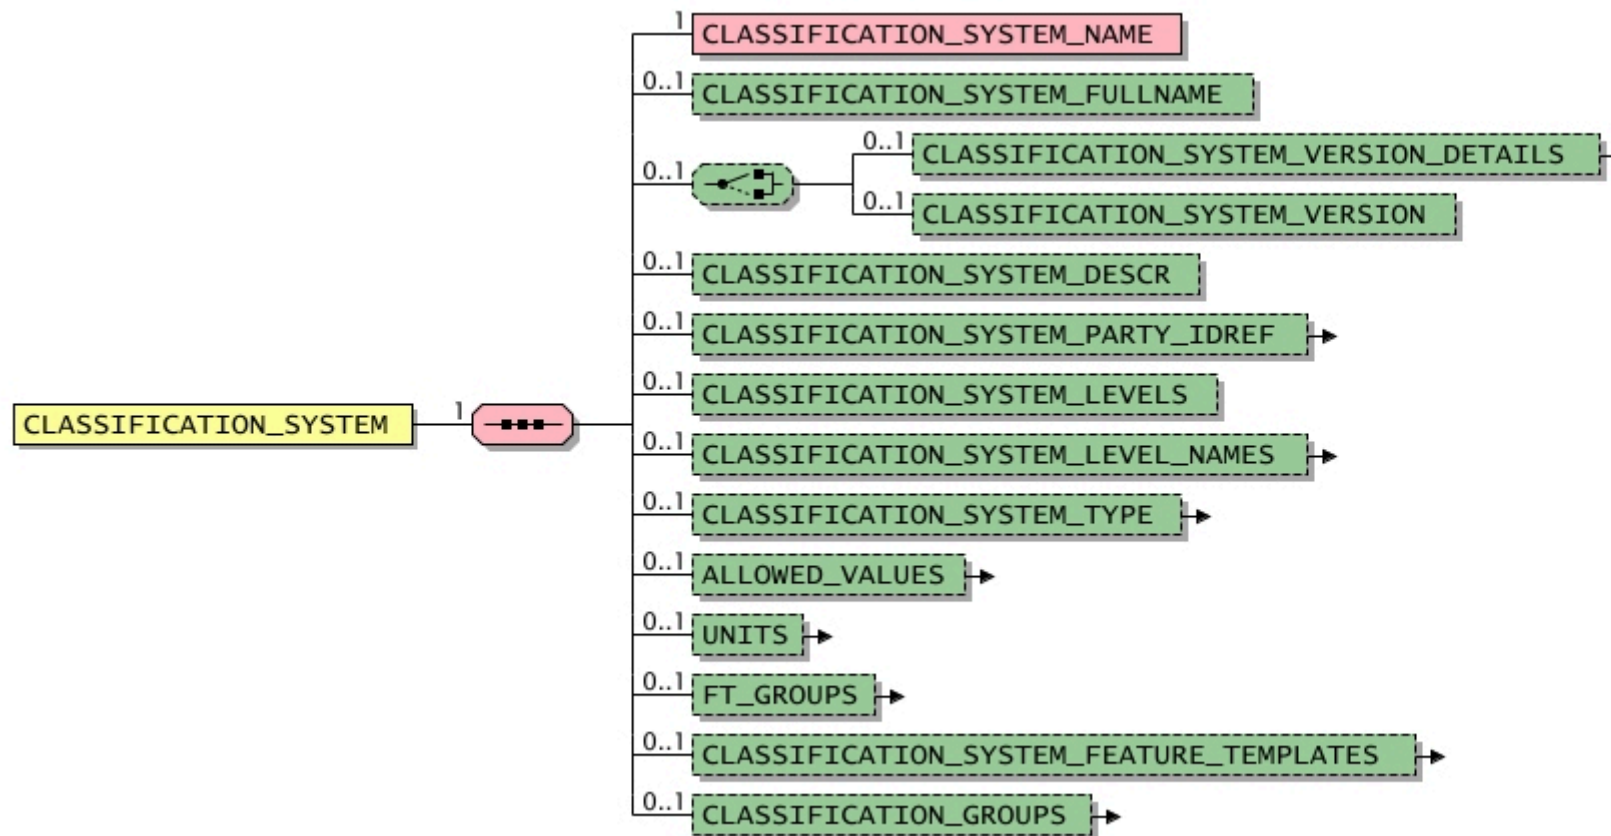 1
CLASSIFICATION_SYSTEM_NAME
0..1
CLASSIFICATION_SYSTEM_FULLNAME
0..1
0..1
CLASSIFICATION_SYSTEM_VERSION_DETAILS
0..1
CLASSIFICATION_SYSTEM_VERSION
0..1
CLASSIFICATION_SYSTEM_DESCR
0..1
CLASSIFICATION_SYSTEM_PARTY_IDREF
0..1
CLASSIFICATION_SYSTEM_LEVELS
CLASSIFICATION_SYSTEM
1
0..1
CLASSIFICATION_SYSTEM_LEVEL_NAMES
0..1
CLASSIFICATION_SYSTEM_TYPE
0..1
ALLOWED_VALUES
0..1
UNITS
0..1
FT_GROUPS
0..1
CLASSIFICATION_SYSTEM_FEATURE_TEMPLATES
0..1
CLASSIFICATION_GROUPS